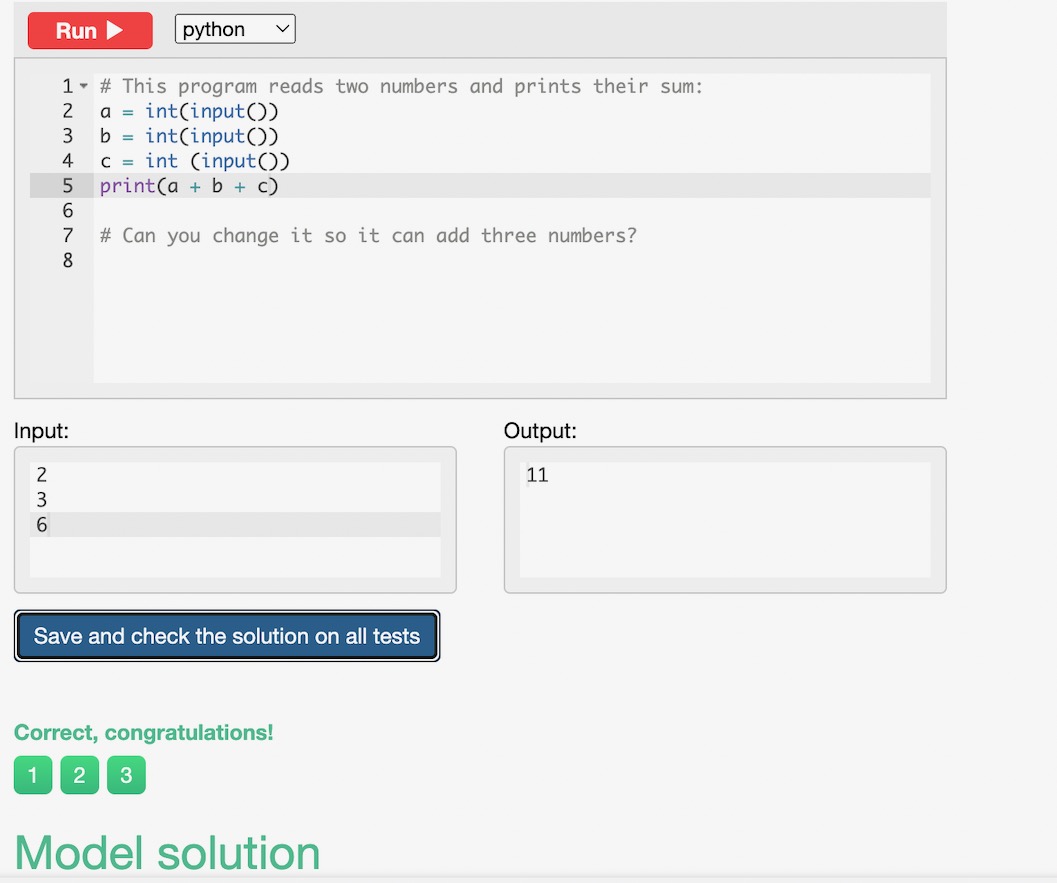 Run python
1 # This program reads two numbers and prints their sum:
2 a = int(input())
3 b = int(input())
4 c = int (input())
5 print(a + b + c)
6
7 # Can you change it so it can add three numbers?
8
Input: Output:
2 11
3
6
Save and check the solution on all tests
Correct, congratulations!
1 2 3
Model solution